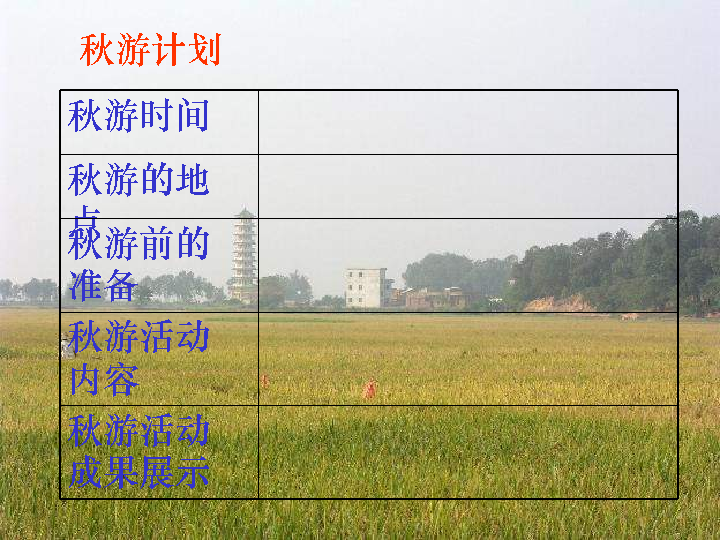 秋游计划
秋游时间
秋游的地
点
秋游前的
准备
秋游活动
内容
秋游活动
成果展示